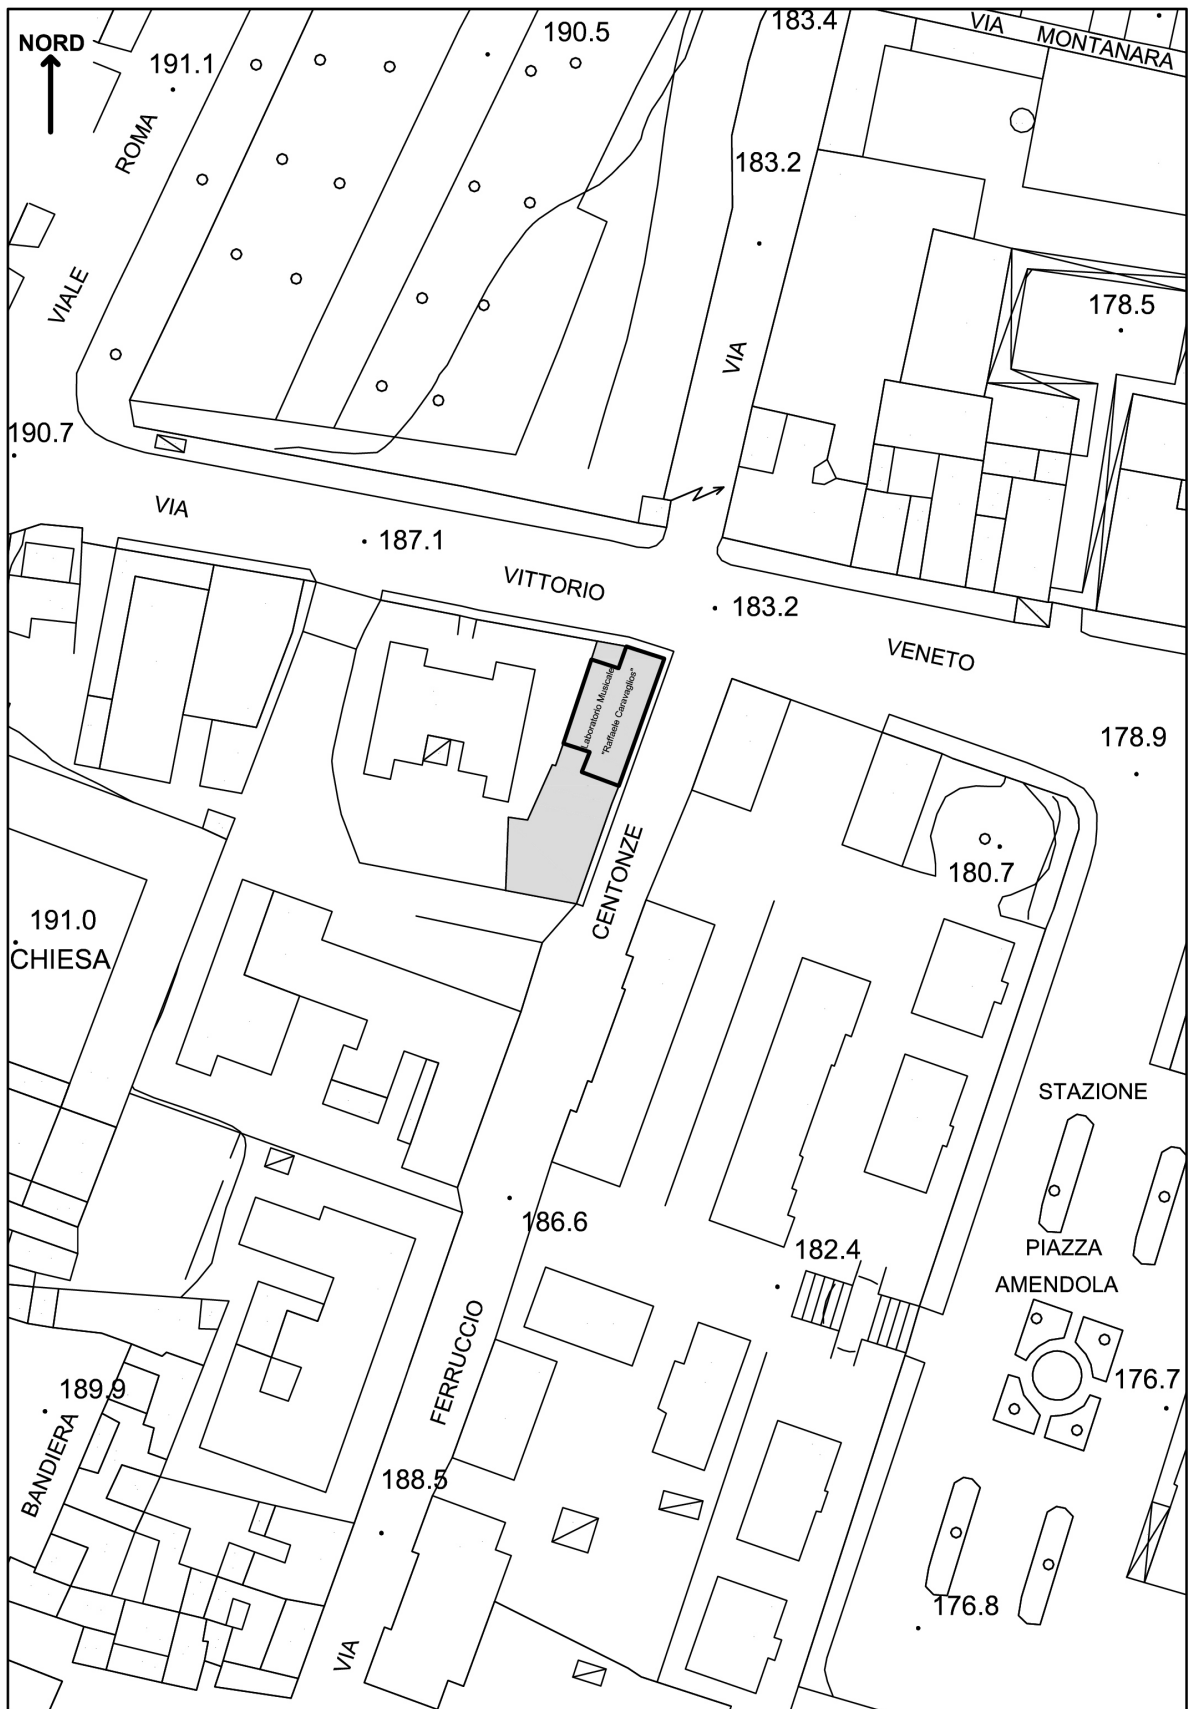 183.4
VIA MONTANARA
190.5
NORD
191.1
ROMA
183.2
VIALE
178.5
VIA
190.7
VIA
187.1
VITTORIO
183.2
VENETO
"Laboratorio Musicale
"Raffaele Caravaglios"
178.9
CENTONZE
180.7
191.0
CHIESA
STAZIONE
186.6
182.4
PIAZZA
AMENDOLA
FERRUCCIO
189.9
176.7
BANDIERA
188.5
176.8
VIA